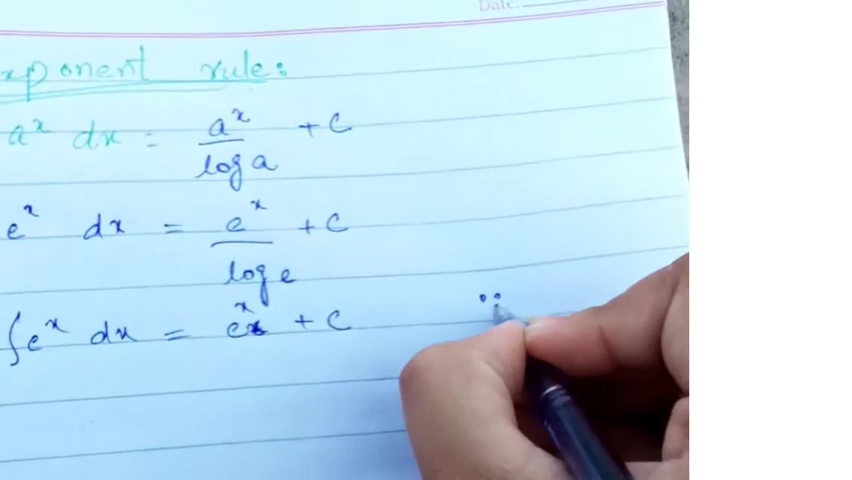 Date.
xponent rule:
a^x dx = a^x/log a + C
e^x dx = e^x/log e + C
∫e^x dx = e^x + C
∵